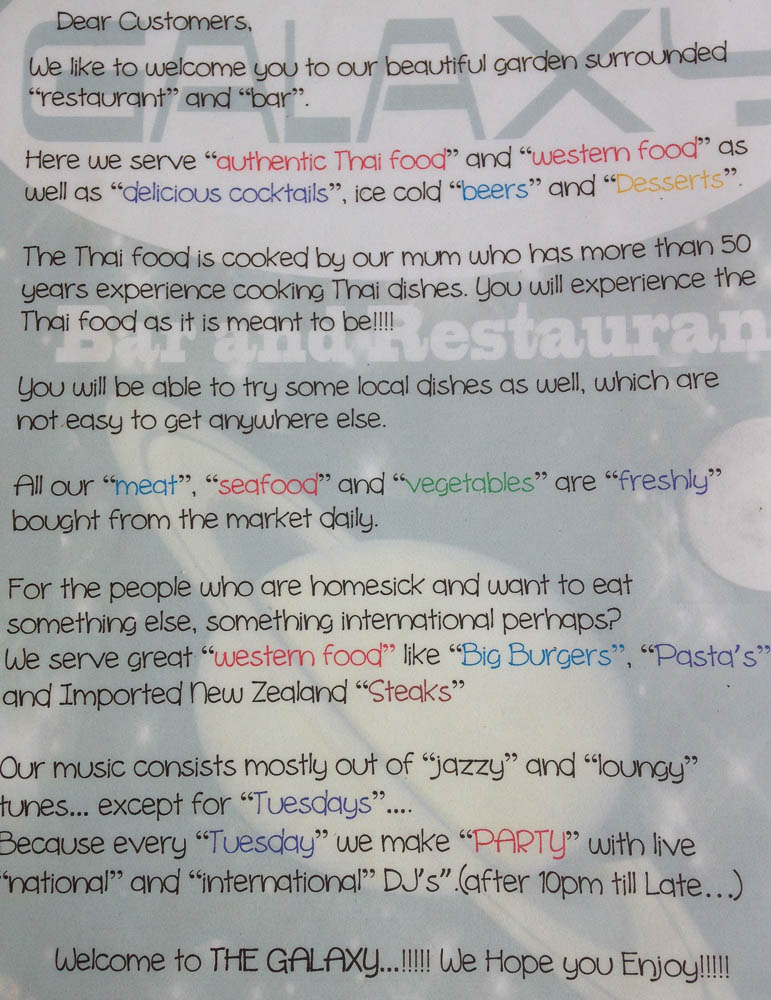 Dear Customers,
We like to welcome you to our beautiful garden surrounded
“restaurant” and “bar”.
Here we serve “authentic Thai food” and “western food” as
well as “delicious cocktails”, ice cold “beers” and “Desserts”.
The Thai food is cooked by our mum who has more than 50
years experience cooking Thai dishes. You will experience the
Thai food as it is meant to be!!!!
You will be able to try some local dishes as well, which are
not easy to get anywhere else.
All our “meat”, “seafood” and “vegetables” are “freshly”
bought from the market daily.
For the people who are homesick and want to eat
something else, something international perhaps?
We serve great “western food” like “Big Burgers”, “Pasta’s”
and Imported New Zealand “Steaks”
Our music consists mostly out of “jazzy” and “loungy”
tunes... except for “Tuesdays”....
Because every “Tuesday” we make “PARTY” with live
“national” and “international” DJ’s”.(after 10pm till Late...)
Welcome to THE GALAXY...!!!!! We Hope you Enjoy!!!!!
GALAXY
Bar and Restauran